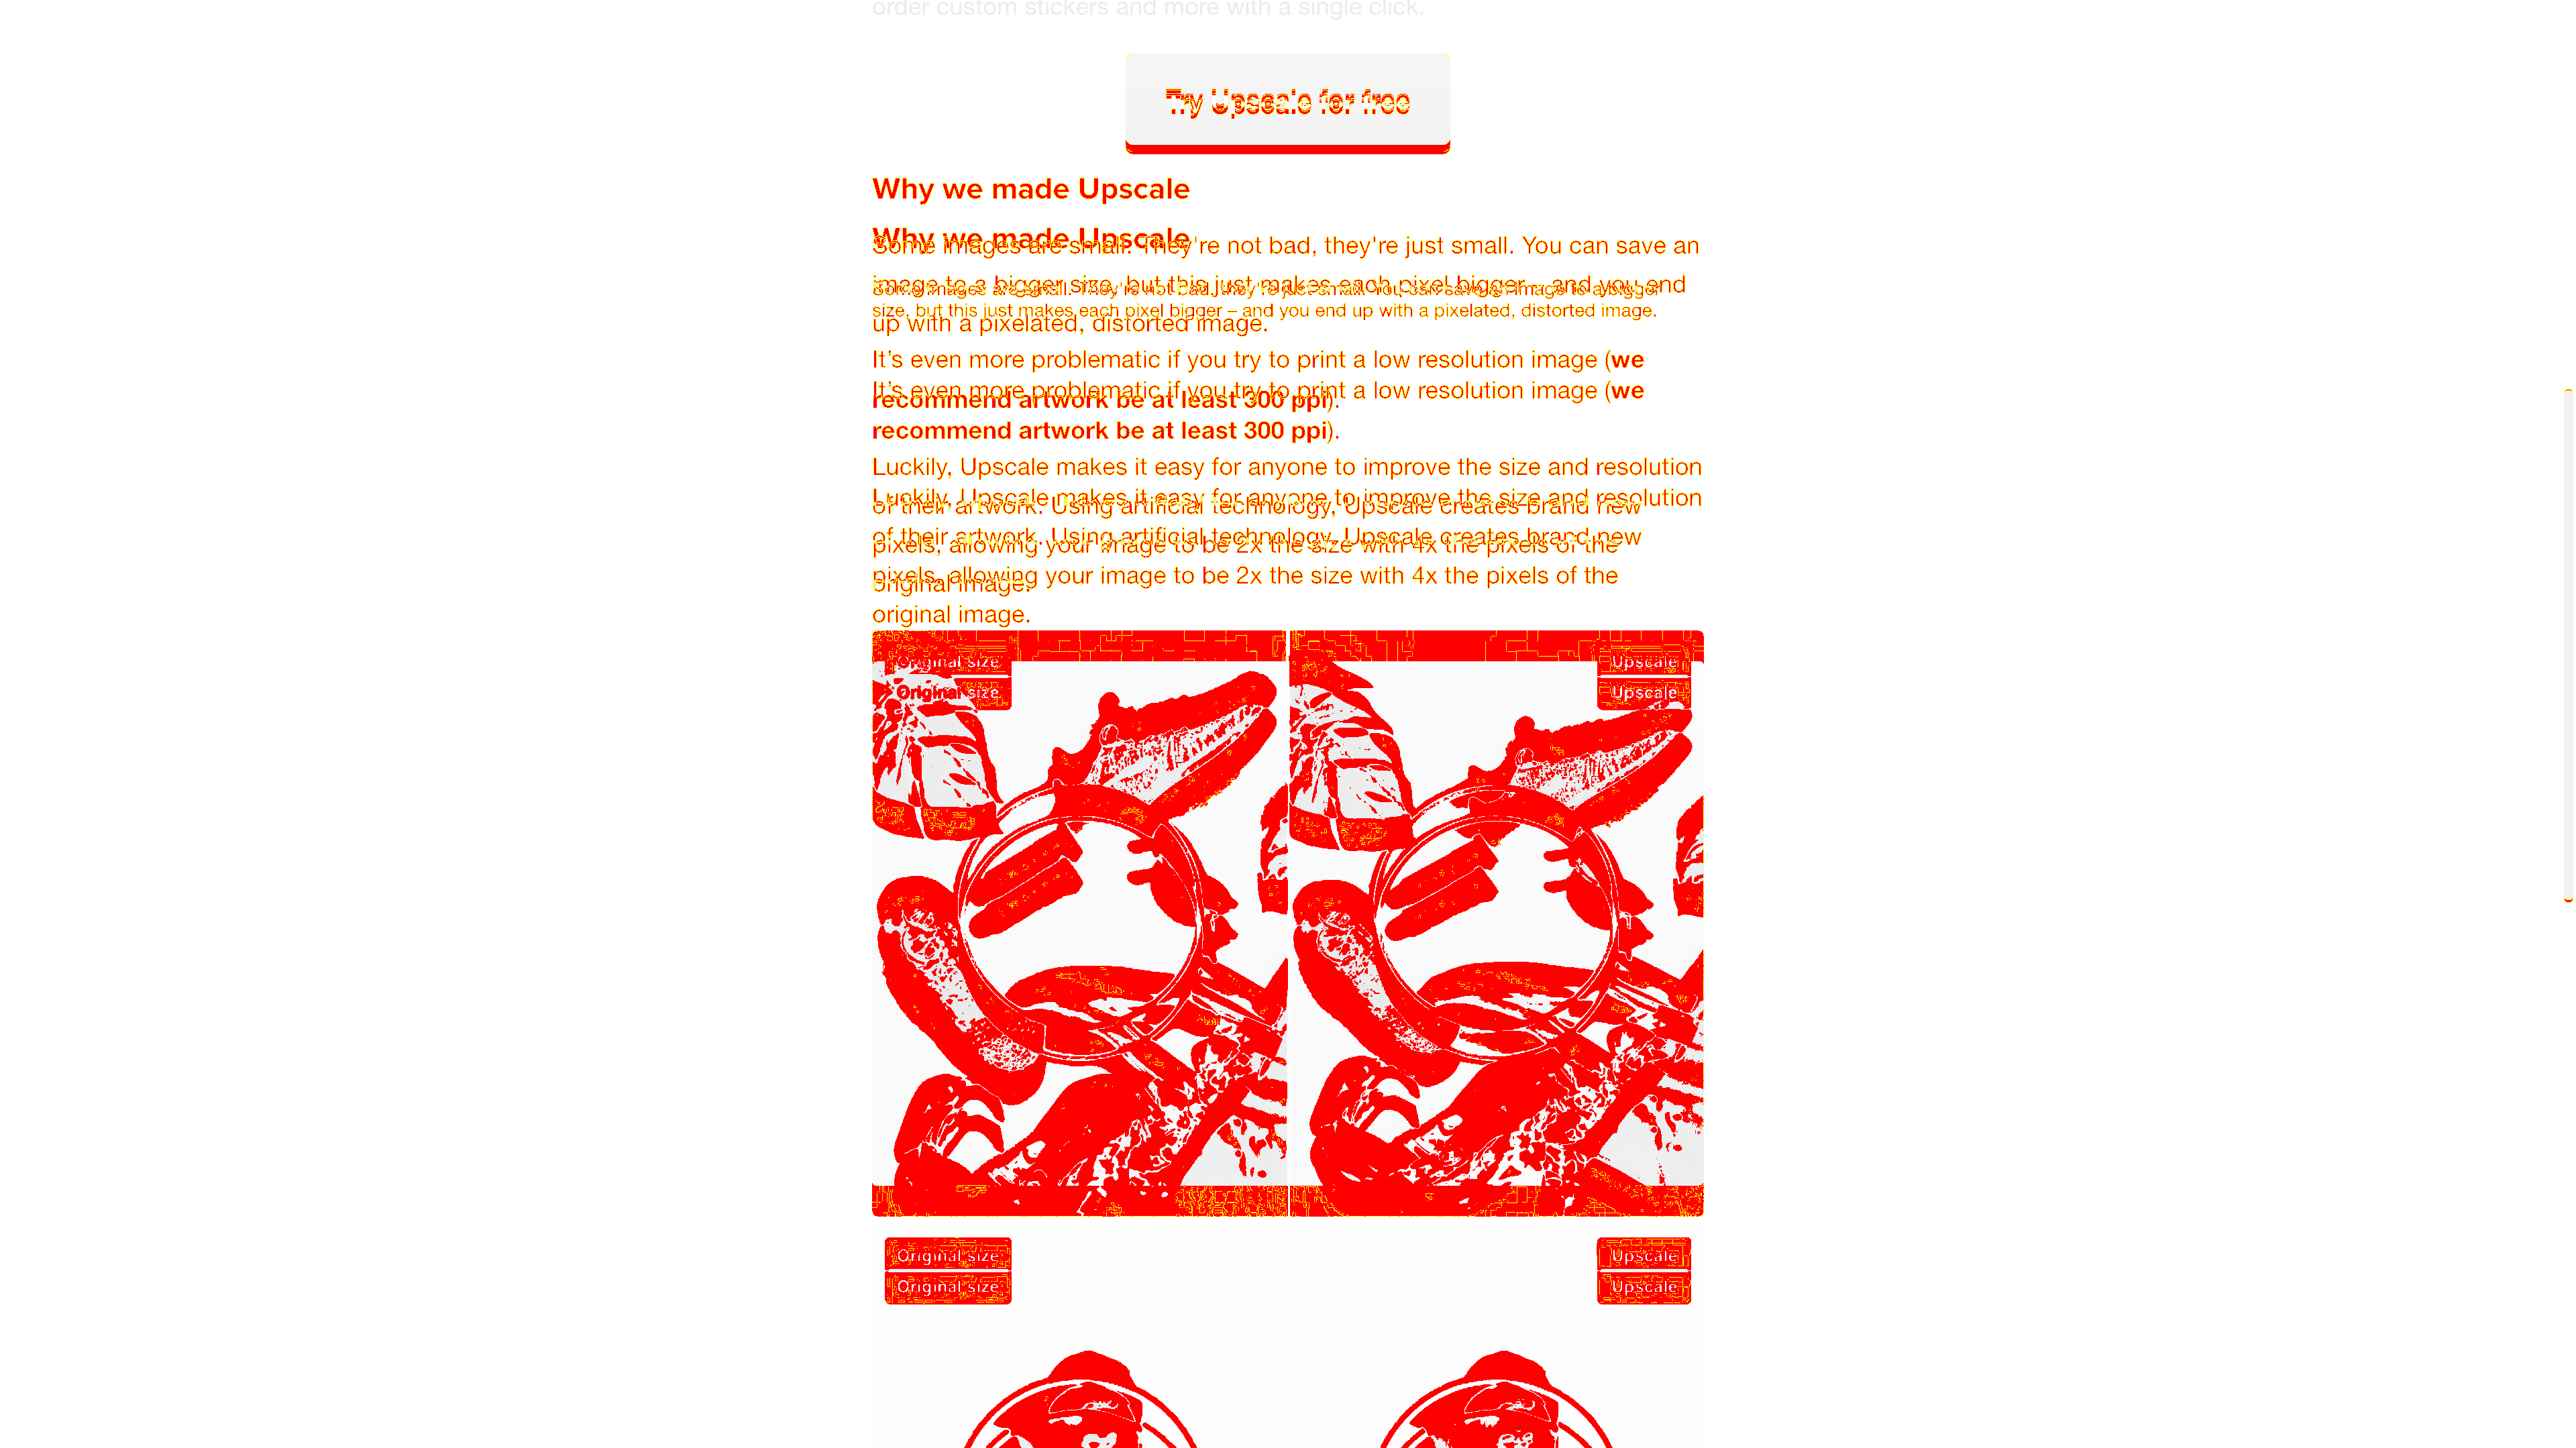 order custom stickers and more with a single click.
Try Upscale for free
Why we made Upscale
Why we made Upscale
Some images are small. They're not bad, they're just small. You can save an
image to a bigger size, but this just makes each pixel bigger – and you end
Some images are small. They're not bad, they're just small. You can save an image to a bigger
size, but this just makes each pixel bigger – and you end up with a pixelated, distorted image.
up with a pixelated, distorted image.
It’s even more problematic if you try to print a low resolution image (we
It’s even more problematic if you try to print a low resolution image (we
recommend artwork be at least 300 ppi).
recommend artwork be at least 300 ppi).
Luckily, Upscale makes it easy for anyone to improve the size and resolution
Luckily, Upscale makes it easy for anyone to improve the size and resolution
of their artwork. Using artificial technology, Upscale creates brand new
of their artwork. Using artificial technology, Upscale creates brand new
pixels, allowing your image to be 2x the size with 4x the pixels of the
pixels, allowing your image to be 2x the size with 4x the pixels of the
original image.
original image.
Original size
Upscale
Original size
Upscale
Original size
Upscale
Original size
Upscale